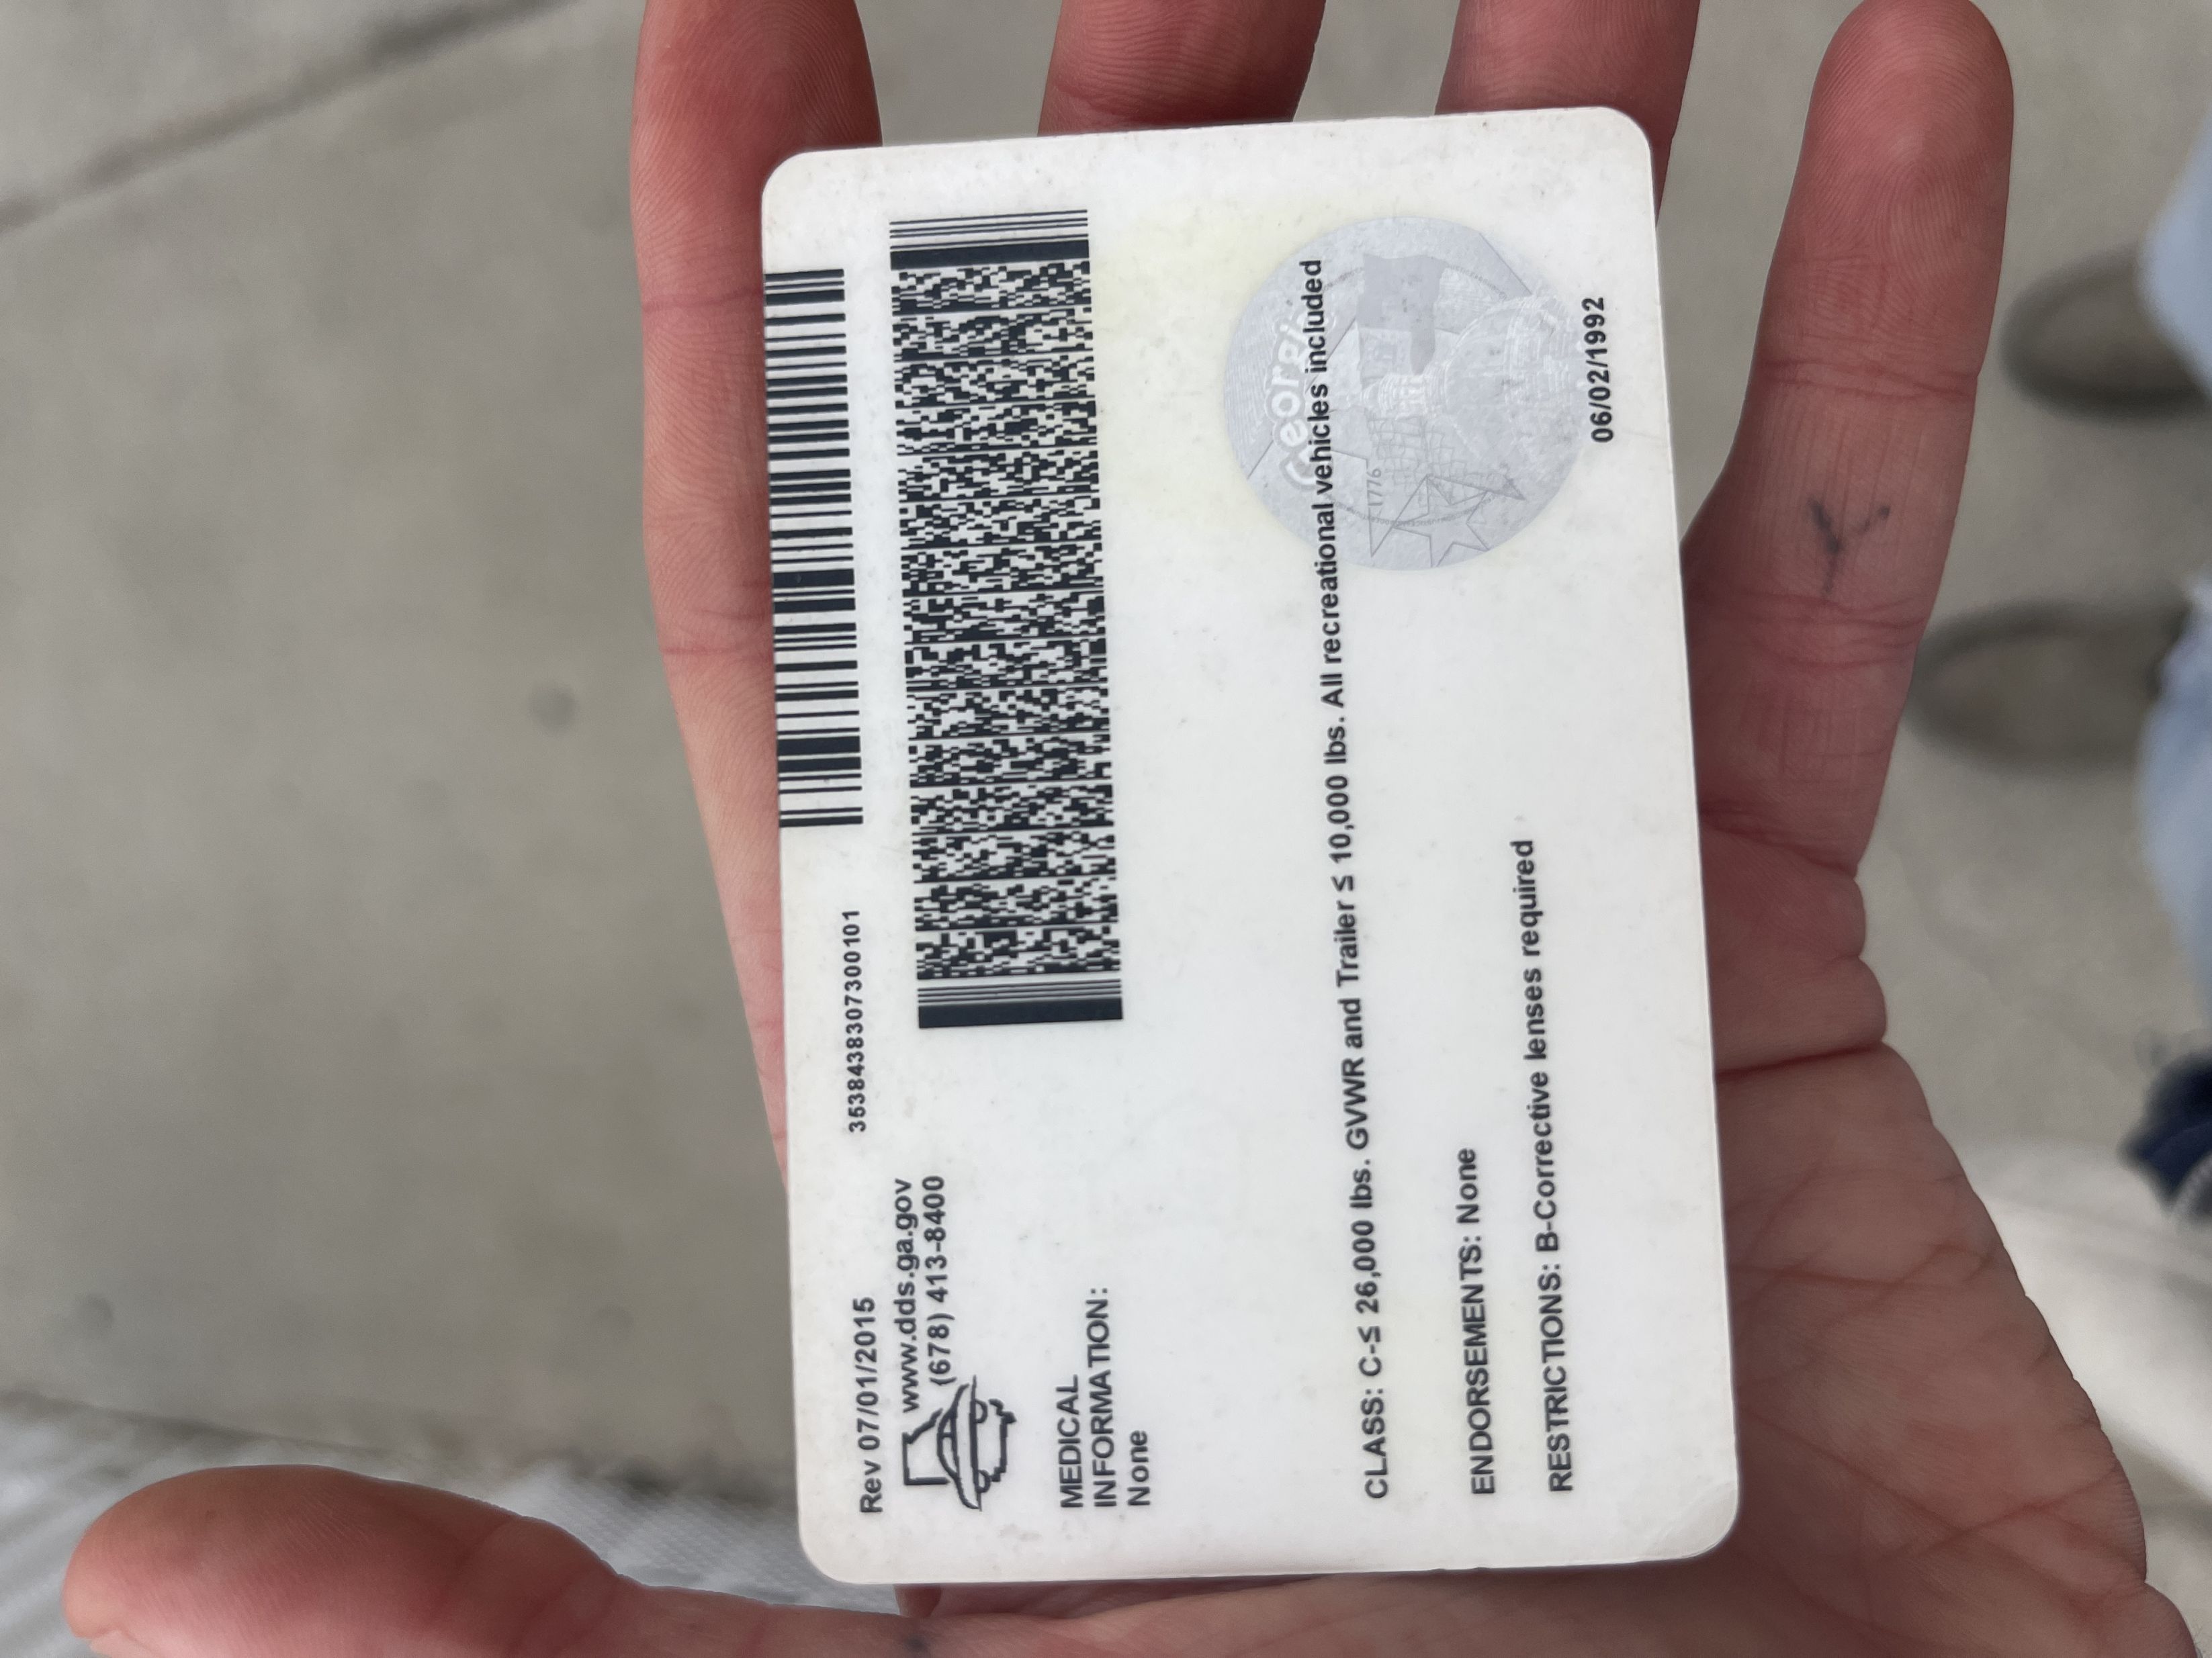 Rev 07/01/2015
35384383073001​01
www.dds.ga.gov
(678) 413-8400
MEDICAL
INFORMATION:
None
CLASS: C-≤ 26,000 lbs. GVWR and Trailer ≤ 10,000 lbs. All recreational vehicles included
ENDORSEMENTS: None
RESTRICTIONS: B-Corrective lenses required
Georgia
1776
06/02/1992